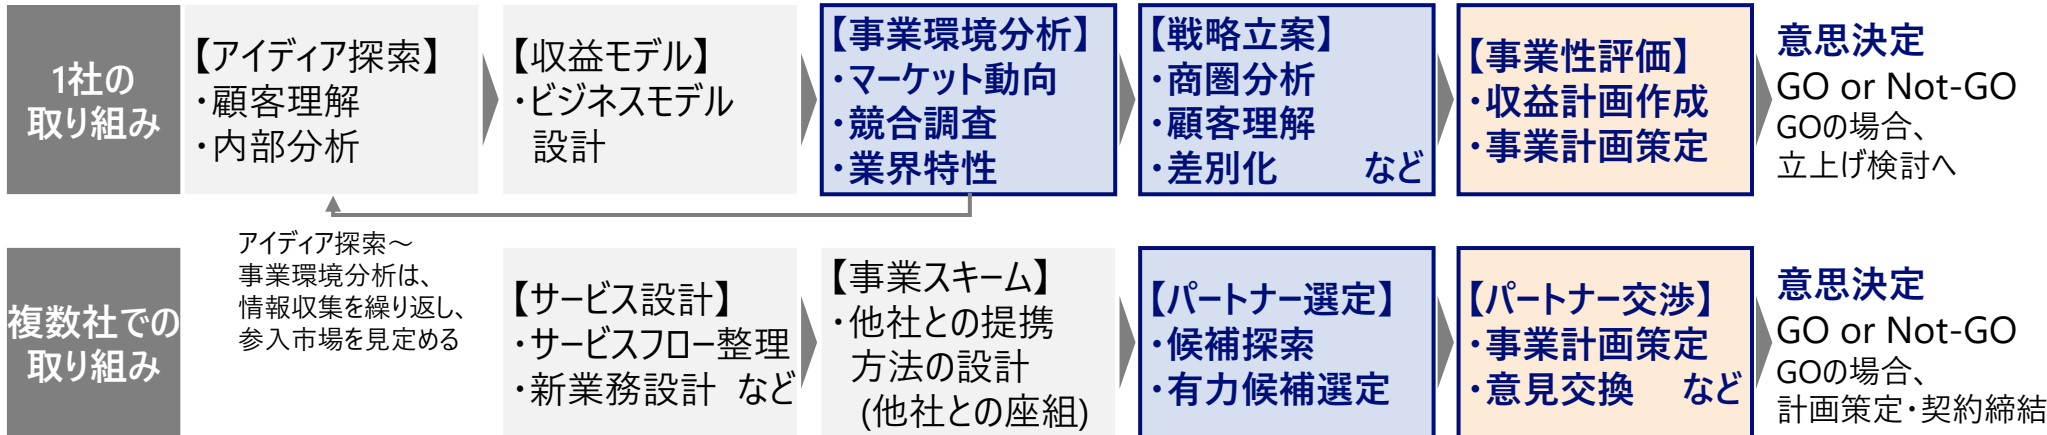 1社の
取り組み
【アイディア探索】
・顧客理解
・内部分析
【収益モデル】
・ビジネスモデル
設計
【事業環境分析】
・マーケット動向
・競合調査
・業界特性
【戦略立案】
・商圏分析
・顧客理解
・差別化 など
【事業性評価】
・収益計画作成
・事業計画策定
意思決定
GO or Not-GO
GOの場合、
立上げ検討へ
アイディア探索～
事業環境分析は、
情報収集を繰り返し、
参入市場を見定める
複数社での
取り組み
【サービス設計】
・サービスフロー整理
・新業務設計 など
【事業スキーム】
・他社との提携
方法の設計
(他社との座組)
【パートナー選定】
・候補探索
・有力候補選定
【パートナー交渉】
・事業計画策定
・意見交換 など
意思決定
GO or Not-GO
GOの場合、
計画策定・契約締結